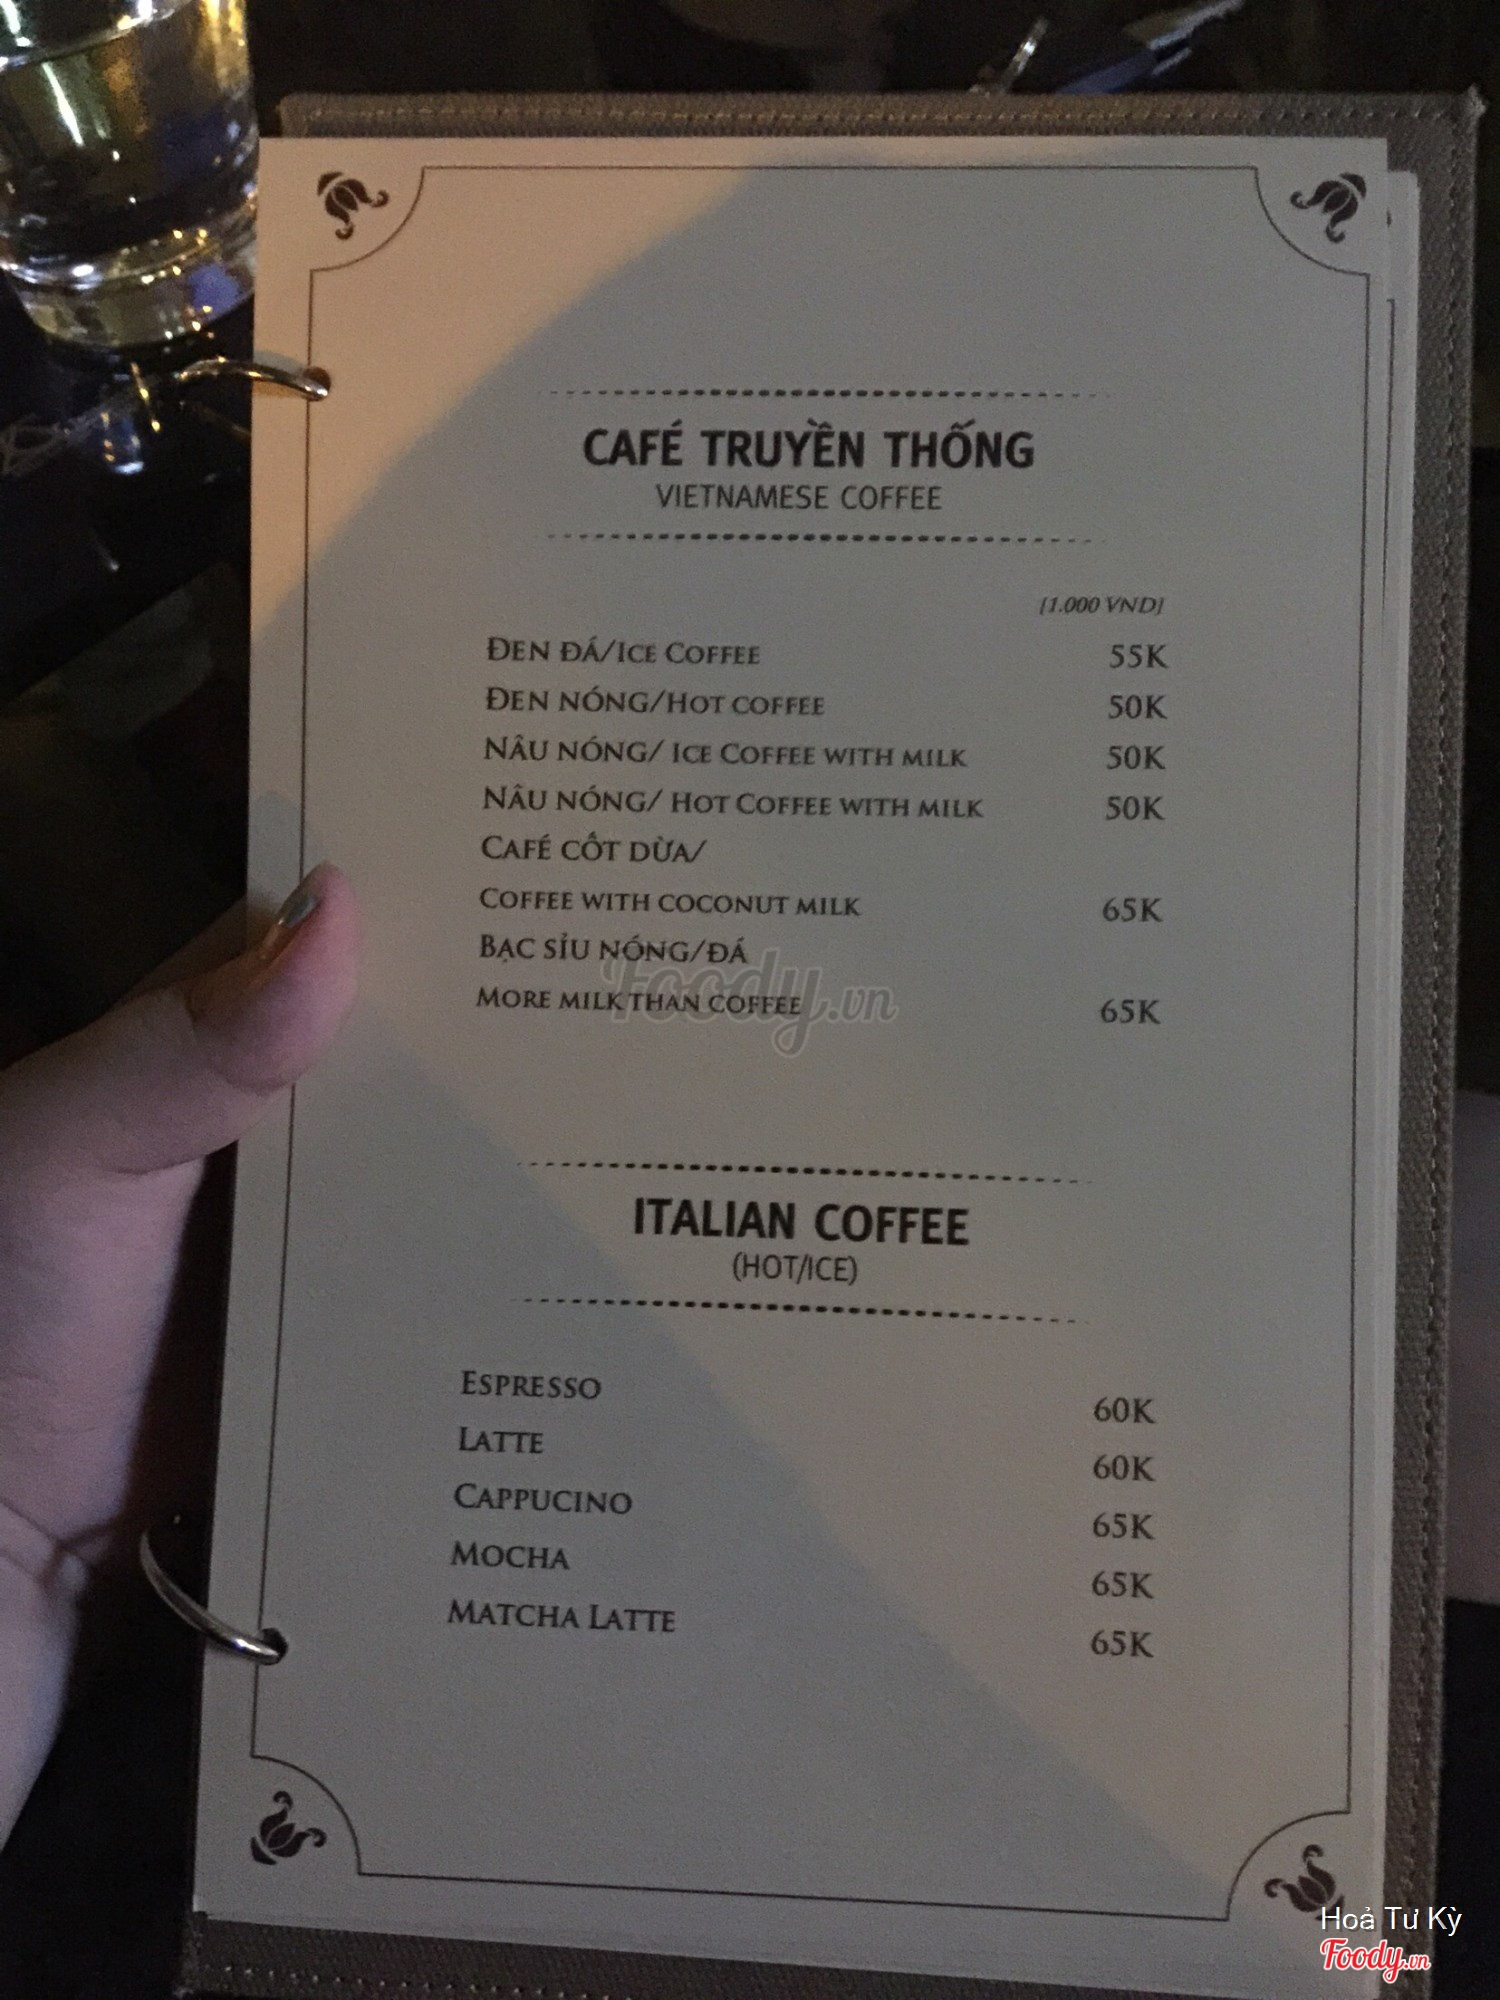 CAFÉ TRUYỀN THỐNG
VIETNAMESE COFFEE
[1.000 VND]
ĐEN ĐÁ/ICE COFFEE 55K
ĐEN NÓNG/HOT COFFEE 50K
NÂU NÓNG/ ICE COFFEE WITH MILK 50K
NÂU NÓNG/ HOT COFFEE WITH MILK 50K
CAFÉ CỐT DỪA/
COFFEE WITH COCONUT MILK 65K
BẠC SỈU NÓNG/ĐÁ
MORE MILK THAN COFFEE 65K
Foody.vn
ITALIAN COFFEE
(HOT/ICE)
ESPRESSO 60K
LATTE 60K
CAPPUCINO 65K
MOCHA 65K
MATCHA LATTE 65K
Hoả Tư Kỳ
Foody.vn